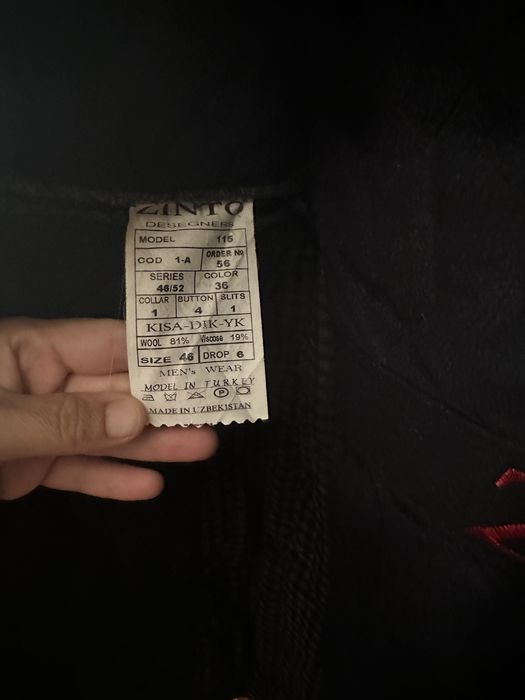 ZINTO
DESEGNERS
MODEL 115
COD 1-A ORDER № 56
SERIES COLOR
46/52 36
COLLAR BUTTON SLITS
1 4 1
KISA-DIK-YK
WOOL 81% Viscose 19%
SIZE 46 DROP 6
MEN's WEAR
MODEL IN TURKEY
P
MADE IN UZBEKISTAN